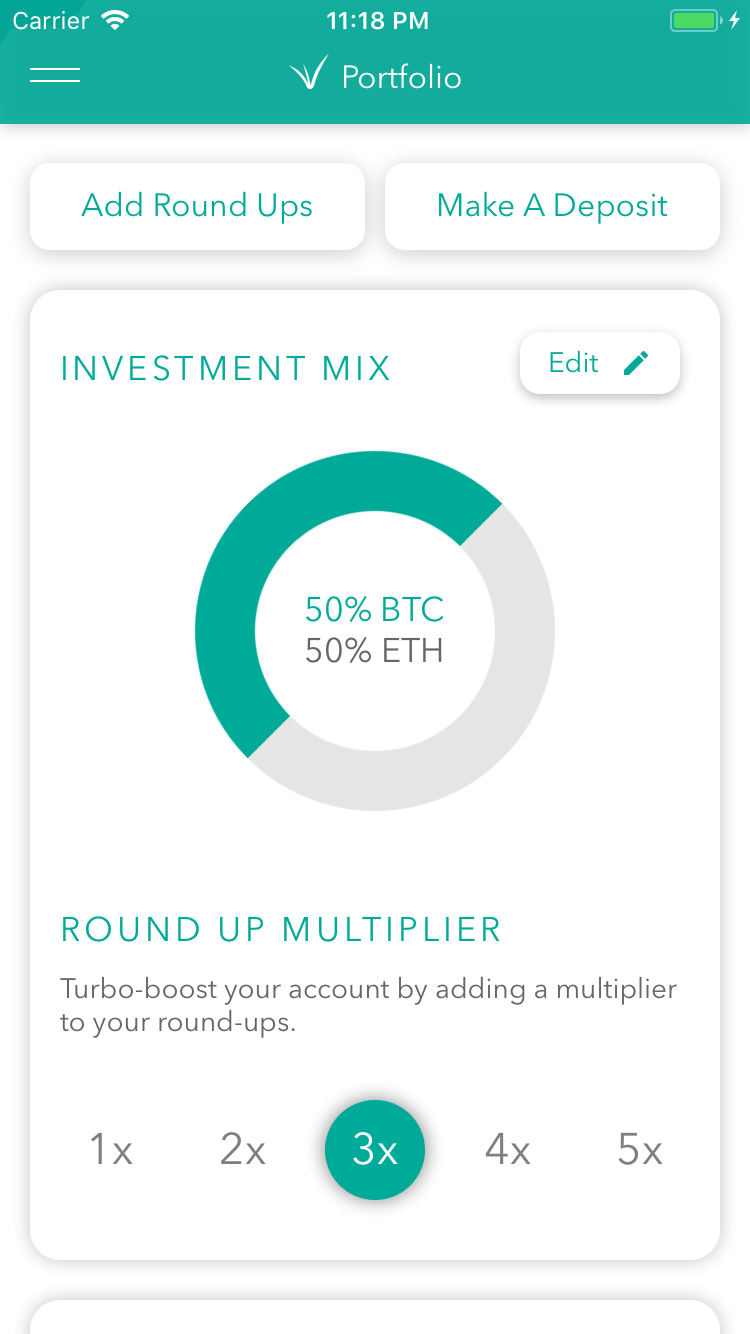 Carrier 11:18 PM
Portfolio
Add Round Ups Make A Deposit
INVESTMENT MIX Edit
50% BTC
50% ETH
ROUND UP MULTIPLIER
Turbo-boost your account by adding a multiplier
to your round-ups.
1x 2x 3x 4x 5x